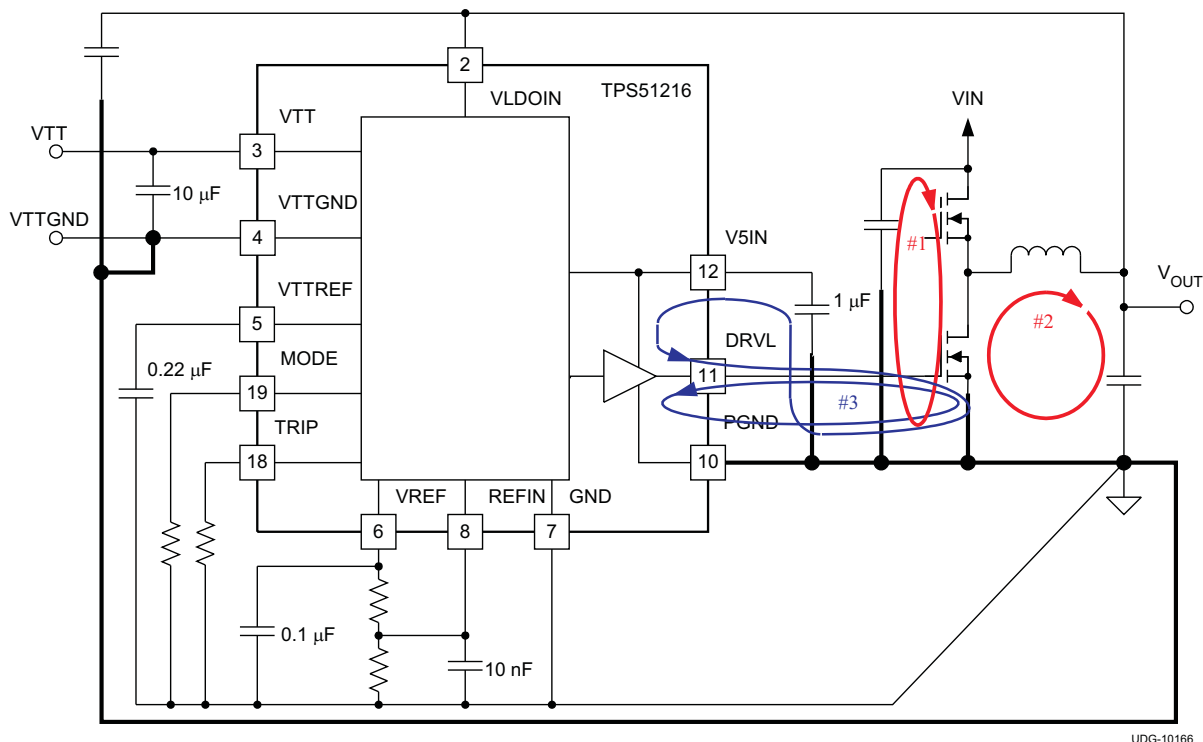 2
TPS51216
VLDOIN
VIN
VTT
VTT
3
10 μF
VTTGND
VTTGND
4
V5IN
12
#1
VOUT
VTTREF
5
1 μF
#2
DRVL
MODE
11
0.22 μF
19
#3
TRIP
PGND
18
10
VREF
REFIN
GND
6
8
7
0.1 μF
10 nF
UDG-10166